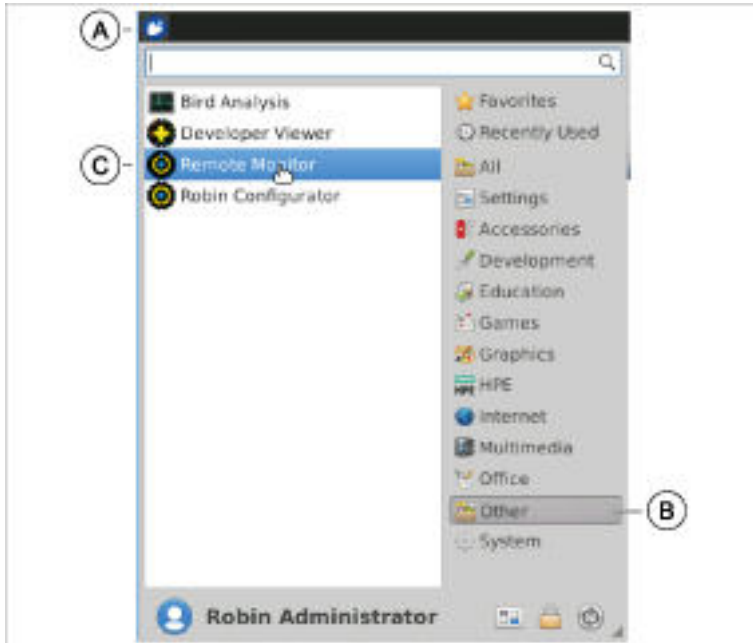 A
Bird Analysis
Developer Viewer
C
Remote Monitor
Robin Configurator
Favorites
Recently Used
All
Settings
Accessories
Development
Education
Games
Graphics
HPE
HPE
Internet
Multimedia
Office
Other
B
System
Robin Administrator